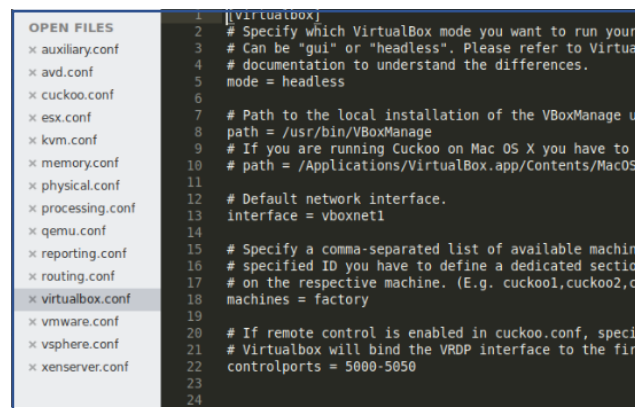 OPEN FILES
× auxiliary.conf
× avd.conf
× cuckoo.conf
× esx.conf
× kvm.conf
× memory.conf
× physical.conf
× processing.conf
× qemu.conf
× reporting.conf
× routing.conf
× virtualbox.conf
× vmware.conf
× vsphere.conf
× xenserver.conf
1 [virtualbox]
2 # Specify which VirtualBox mode you want to run your
3 # Can be "gui" or "headless". Please refer to Virtua
4 # documentation to understand the differences.
5 mode = headless
6
7 # Path to the local installation of the VBoxManage u
8 path = /usr/bin/VBoxManage
9 # If you are running Cuckoo on Mac OS X you have to
10 # path = /Applications/VirtualBox.app/Contents/MacOS
11
12 # Default network interface.
13 interface = vboxnet1
14
15 # Specify a comma-separated list of available machin
16 # specified ID you have to define a dedicated sectio
17 # on the respective machine. (E.g. cuckoo1,cuckoo2,c
18 machines = factory
19
20 # If remote control is enabled in cuckoo.conf, speci
21 # Virtualbox will bind the VRDP interface to the fir
22 controlports = 5000-5050
23
24